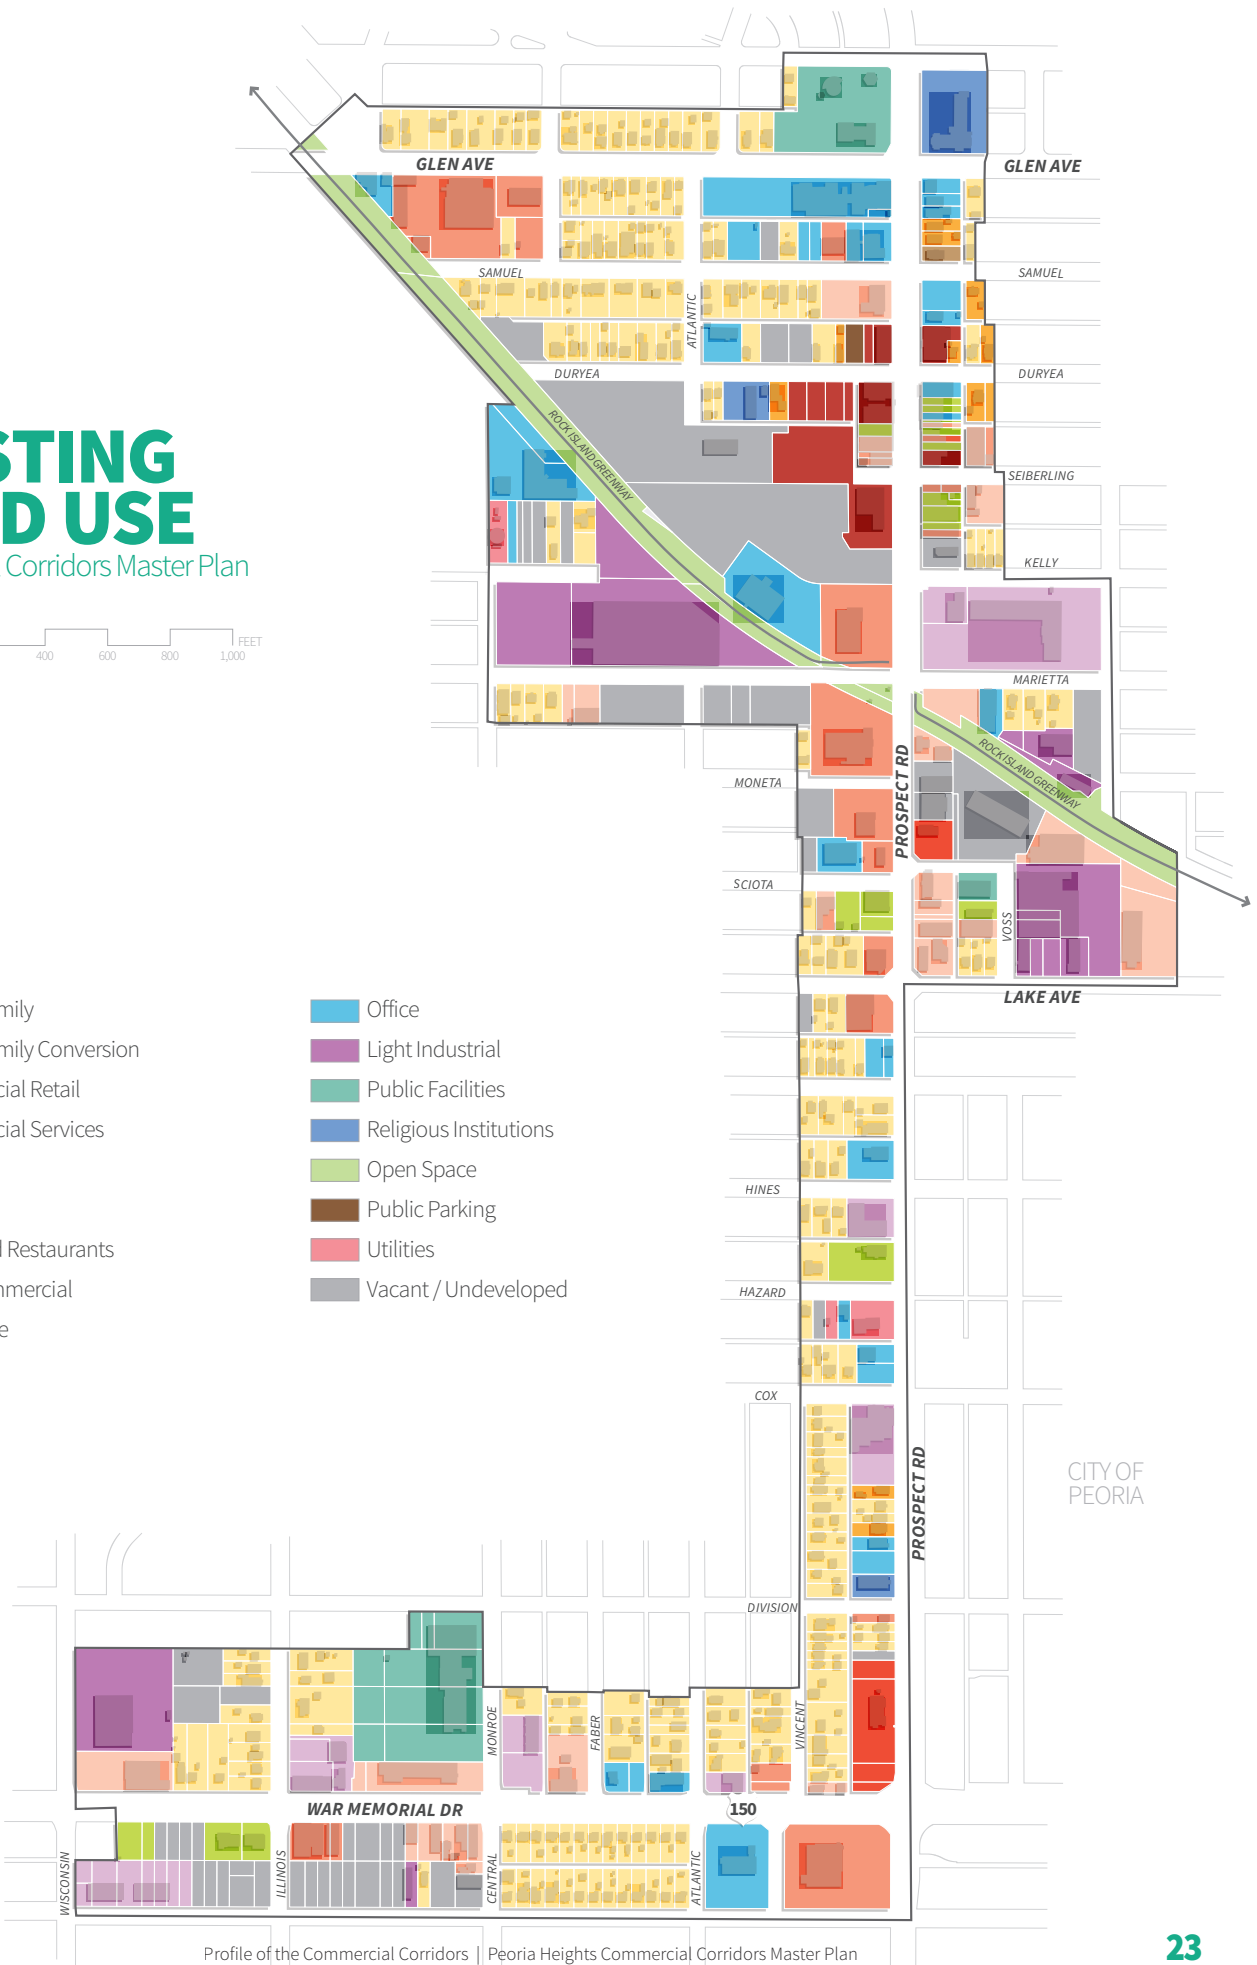 GLEN AVE
GLEN AVE
SAMUEL
SAMUEL
ATLANTIC
DURYEA
DURYEA
ROCK ISLAND GREENWAY
SEIBERLING
KELLY
STING
D USE
Corridors Master Plan
400 600 800 1,000 FEET
MARIETTA
ROCK ISLAND GREENWAY
PROSPECT RD
MONETA
SCIOTA
VOSS
LAKE AVE
mily
mily Conversion
cial Retail
cial Services
Restaurants
mmercial
e
Office
Light Industrial
Public Facilities
Religious Institutions
Open Space
Public Parking
Utilities
Vacant / Undeveloped
HINES
HAZARD
COX
PROSPECT RD
CITY OF
PEORIA
DIVISION
MONROE
FABER
VINCENT
WAR MEMORIAL DR
150
WISCONSIN
ILLINOIS
CENTRAL
ATLANTIC
Profile of the Commercial Corridors | Peoria Heights Commercial Corridors Master Plan
23